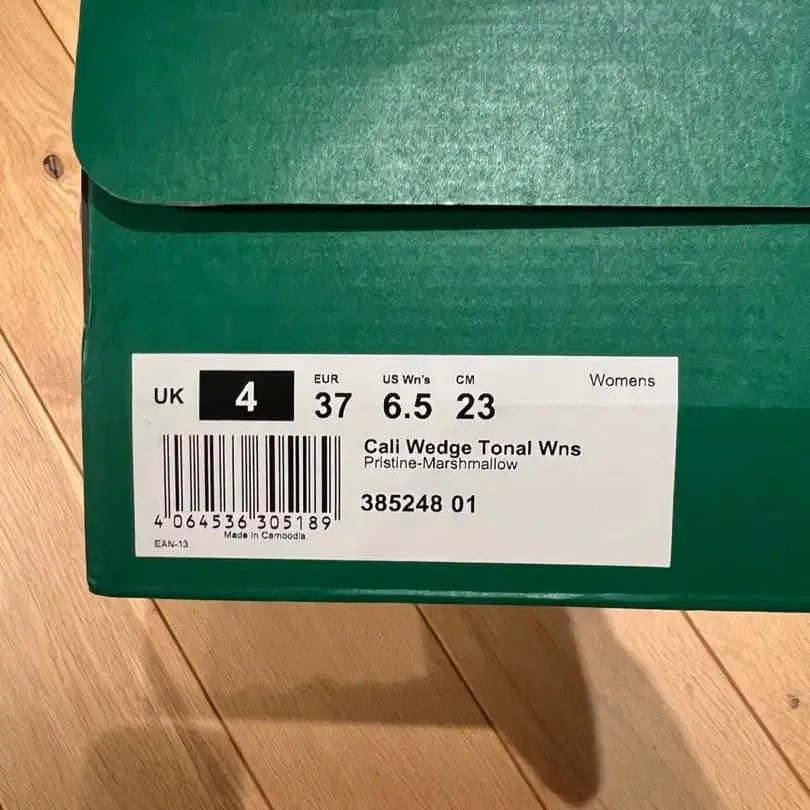 UK 4 EUR 37 US Wn's 6.5 CM 23 Womens
Cali Wedge Tonal Wns
Pristine-Marshmallow
385248 01
4 064536 305189
Made in Cambodia
EAN-13